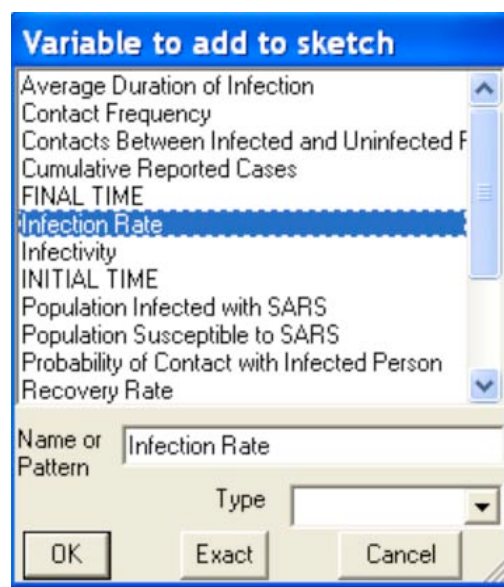 Variable to add to sketch
Average Duration of Infection
Contact Frequency
Contacts Between Infected and Uninfected
Cumulative Reported Cases
FINAL TIME
Infection Rate
Infectivity
INITIAL TIME
Population Infected with SARS
Population Susceptible to SARS
Probability of Contact with Infected Person
Recovery Rate
Name or Pattern
Infection Rate
Type
OK Exact Cancel